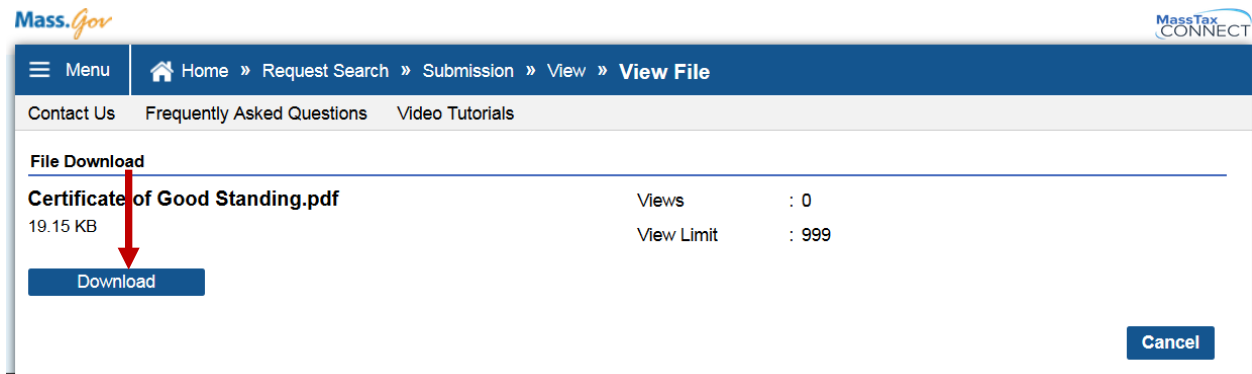 Mass.Gov
MassTax
CONNECT
Menu Home » Request Search » Submission » View » View File
Contact Us Frequently Asked Questions Video Tutorials
File Download
Certificate of Good Standing.pdf Views : 0
19.15 KB View Limit : 999
Download
Cancel